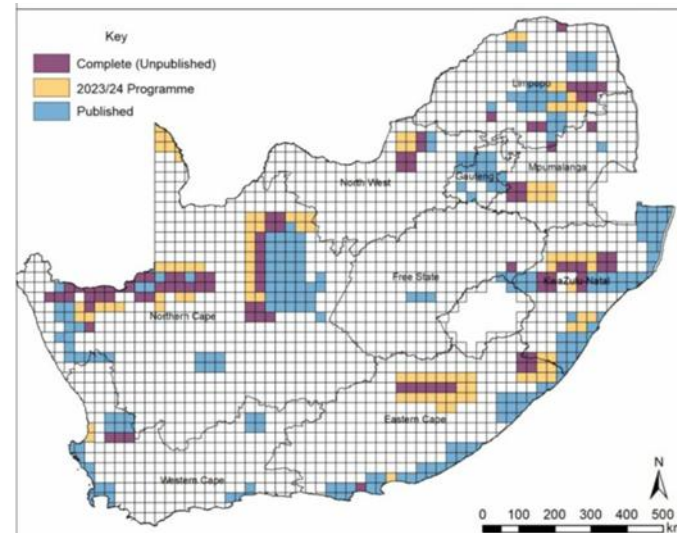 Key
Complete (Unpublished)
2023/24 Programme
Published
Limpopo
North West
Gauteng
Mpumalanga
Free State
KwaZulu-Natal
Northern Cape
Eastern Cape
Western Cape
N
0 100 200 300 400 500
km